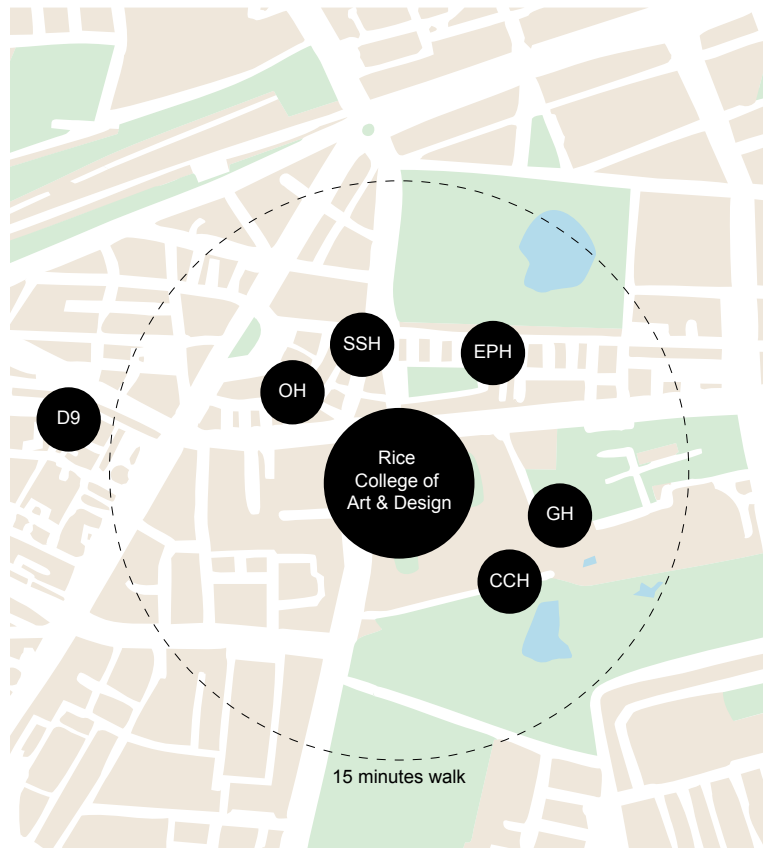 SSH
EPH
OH
D9
Rice
College of
Art & Design
GH
CCH
15 minutes walk